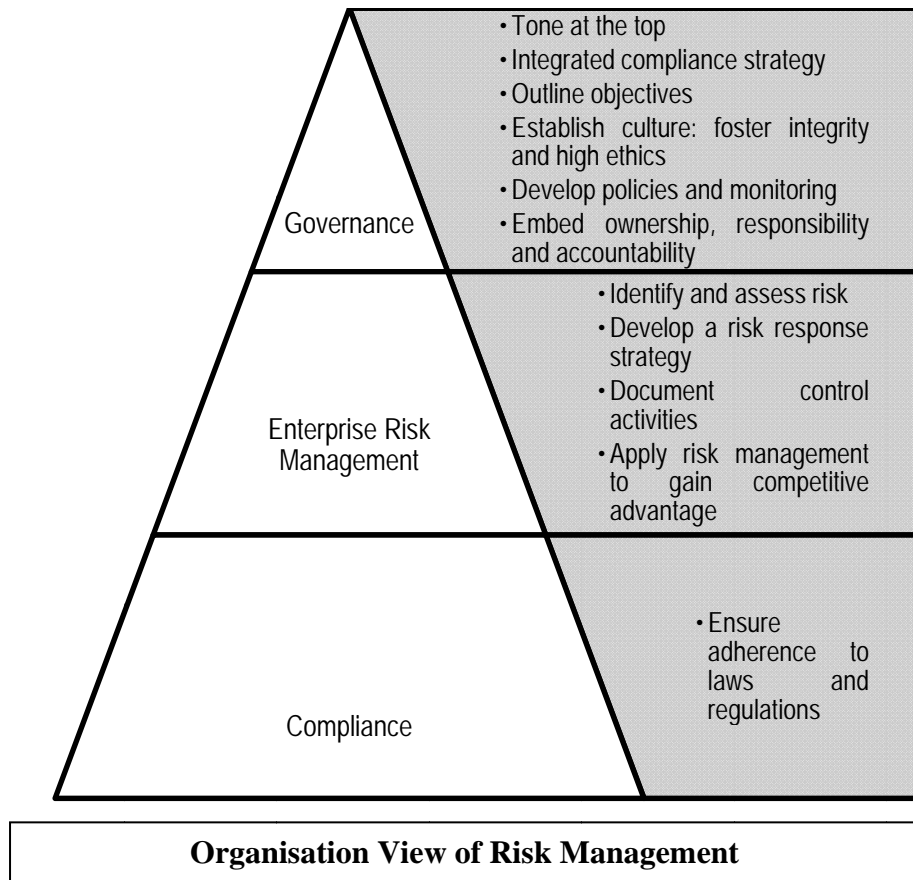 • Tone at the top
• Integrated compliance strategy
• Outline objectives
• Establish culture: foster integrity
and high ethics
• Develop policies and monitoring
• Embed ownership, responsibility
and accountability
Governance
• Identify and assess risk
• Develop a risk response
strategy
• Document control
activities
• Apply risk management
to gain competitive
advantage
Enterprise Risk
Management
• Ensure
adherence to
laws and
regulations
Compliance
Organisation View of Risk Management